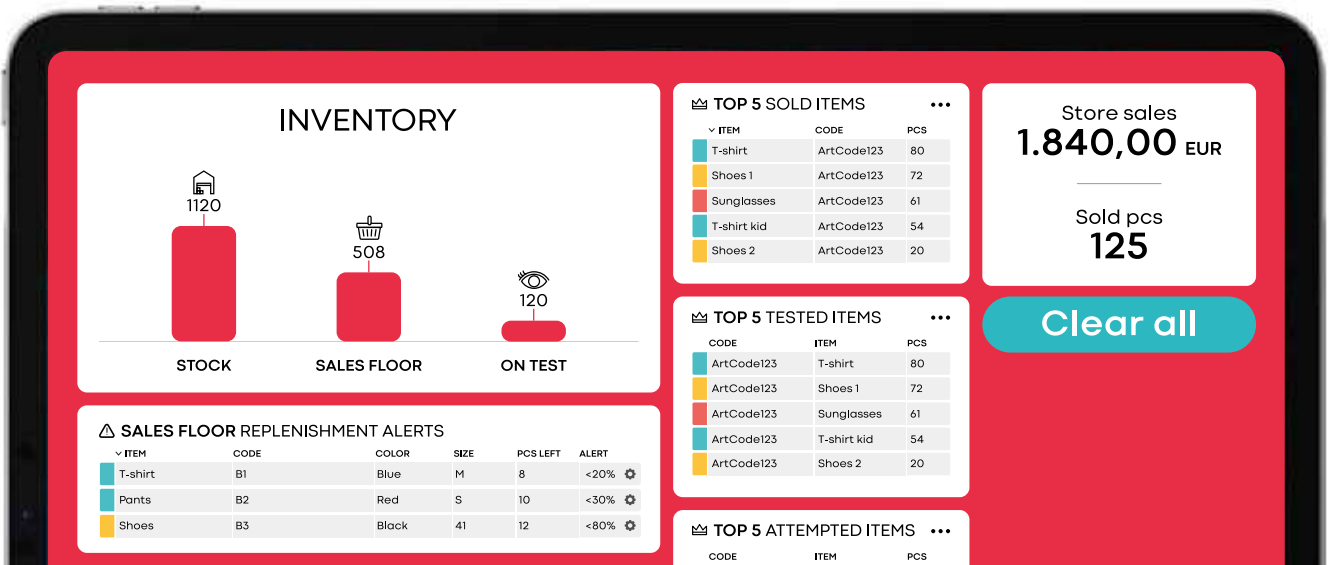 INVENTORY
1120
508
120
STOCK SALES FLOOR ON TEST
SALES FLOOR REPLENISHMENT ALERTS
ITEM CODE COLOR SIZE PCS LEFT ALERT
T-shirt B1 Blue M 8 <20%
Pants B2 Red S 10 <30%
Shoes B3 Black 41 12 <80%
TOP 5 SOLD ITEMS
ITEM CODE PCS
T-shirt ArtCode123 80
Shoes 1 ArtCode123 72
Sunglasses ArtCode123 61
T-shirt kid ArtCode123 54
Shoes 2 ArtCode123 20
TOP 5 TESTED ITEMS
CODE ITEM PCS
ArtCode123 T-shirt 80
ArtCode123 Shoes 1 72
ArtCode123 Sunglasses 61
ArtCode123 T-shirt kid 54
ArtCode123 Shoes 2 20
TOP 5 ATTEMPTED ITEMS
CODE ITEM PCS
Store sales
1.840,00 EUR
Sold pcs
125
Clear all